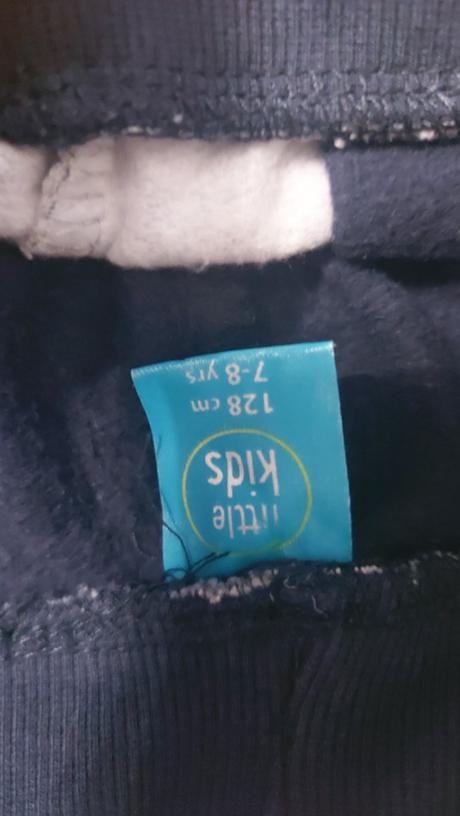 little
kids
128 cm
7-8 yrs